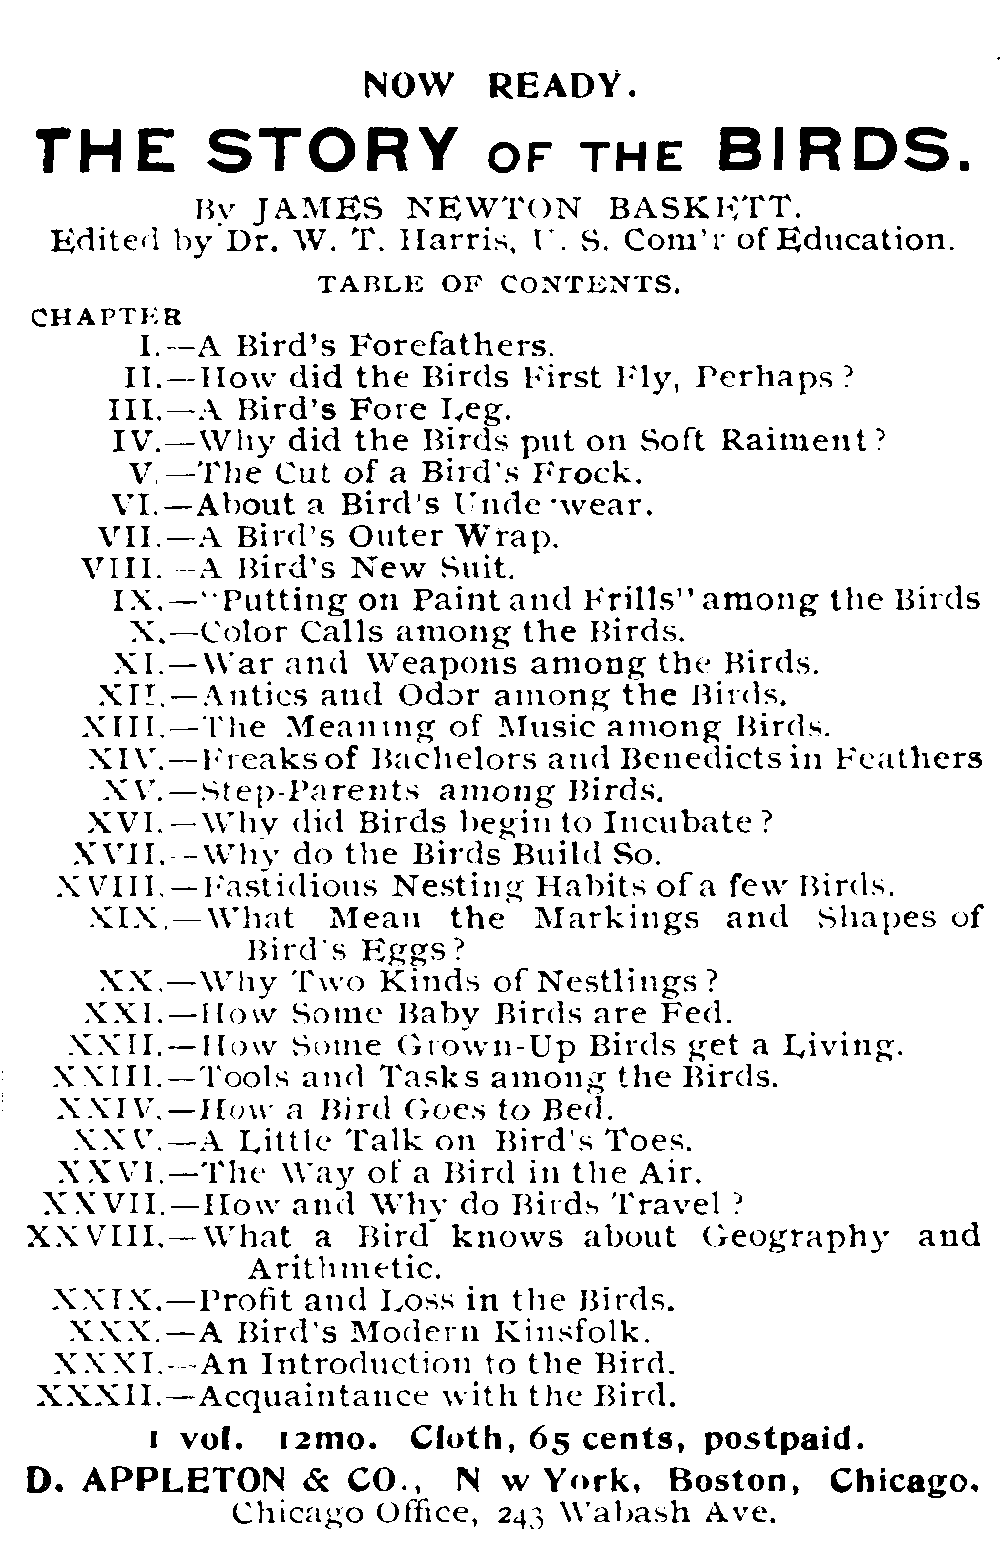 NOW READY.
THE STORY OF THE BIRDS.
By JAMES NEWTON BASKETT.
Edited by Dr. W. T. Harris, U. S. Com'r of Education.
TABLE OF CONTENTS.
CHAPTER
I.—A Bird's Forefathers.
II.—How did the Birds First Fly, Perhaps?
III.—A Bird's Fore Leg.
IV.—Why did the Birds put on Soft Raiment?
V.—The Cut of a Bird's Frock.
VI.—About a Bird's Underwear.
VII.—A Bird's Outer Wrap.
VIII.—A Bird's New Suit.
IX.—"Putting on Paint and Frills" among the Birds
X.—Color Calls among the Birds.
XI.—War and Weapons among the Birds.
XII.—Antics and Odor among the Birds.
XIII.—The Meaning of Music among Birds.
XIV.—Freaks of Bachelors and Benedicts in Feathers
XV.—Step-Parents among Birds.
XVI.—Why did Birds begin to Incubate?
XVII.—Why do the Birds Build So.
XVIII.—Fastidious Nesting Habits of a few Birds.
XIX.—What Mean the Markings and Shapes of
Bird's Eggs?
XX.—Why Two Kinds of Nestlings?
XXI.—How Some Baby Birds are Fed.
XXII.—How Some Grown-Up Birds get a Living.
XXIII.—Tools and Tasks among the Birds.
XXIV.—How a Bird Goes to Bed.
XXV.—A Little Talk on Bird's Toes.
XXVI.—The Way of a Bird in the Air.
XXVII.—How and Why do Birds Travel?
XXVIII.—What a Bird knows about Geography and
Arithmetic.
XXIX.—Profit and Loss in the Birds.
XXX.—A Bird's Modern Kinsfolk.
XXXI.—An Introduction to the Bird.
XXXII.—Acquaintance with the Bird.
1 vol. 12mo. Cloth, 65 cents, postpaid.
D. APPLETON & CO., N w York, Boston, Chicago.
Chicago Office, 243 Wabash Ave.